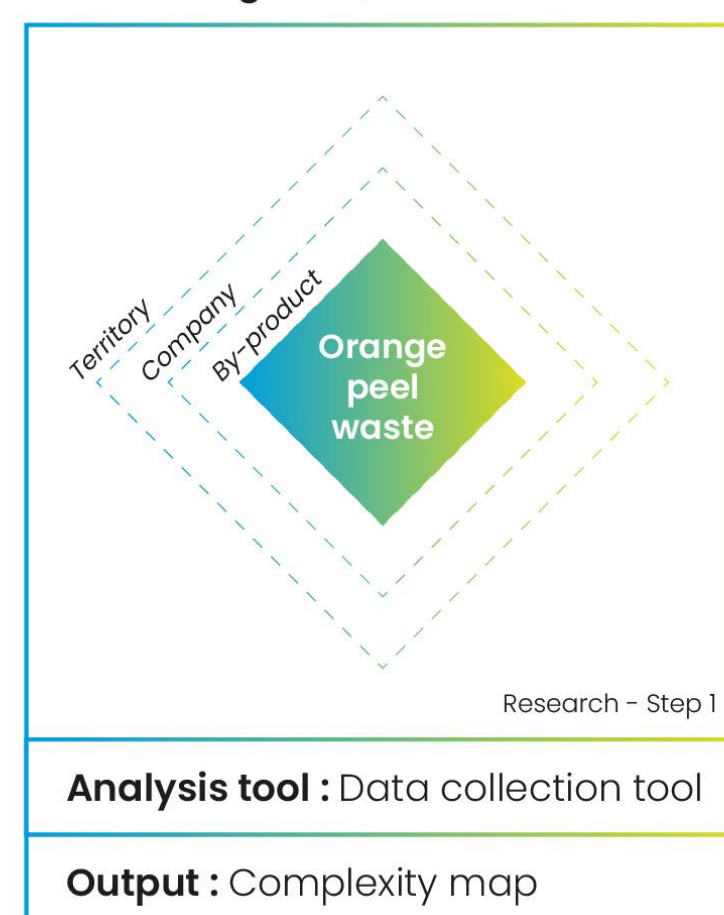 Territory
Company
By-product
Orange
peel
waste
Research - Step 1
Analysis tool : Data collection tool
Output : Complexity map